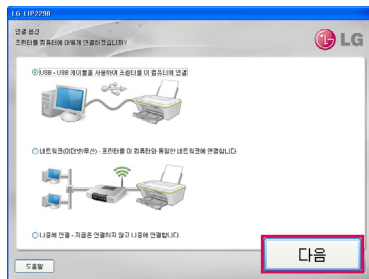 LG LIP2290
연결 옵션
프린터를 컴퓨터에 어떻게 연결하겠습니까?
LG
USB - USB 케이블을 사용하여 프린터를 이 컴퓨터에 연결
네트워크(이더넷/무선) - 프린터를 이 컴퓨터와 동일한 네트워크에 연결합니다.
나중에 연결 - 지금은 연결하지 않고 나중에 연결합니다.
도움말
다음